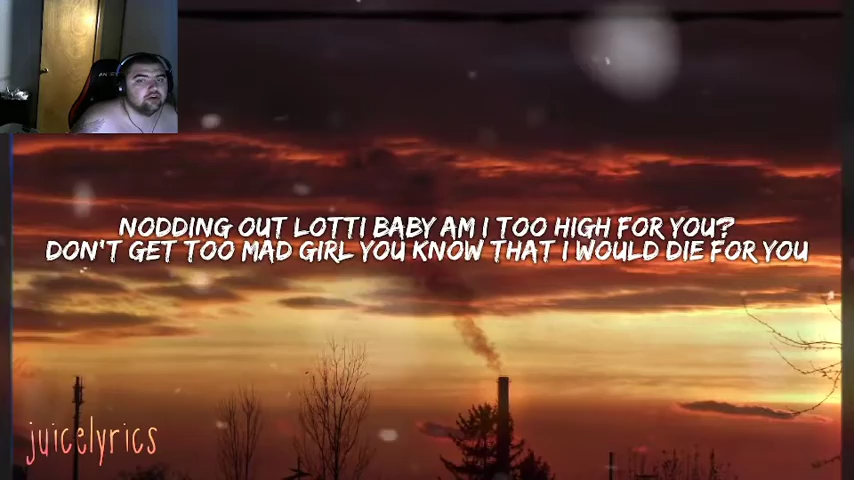 NODDING OUT LOTTI BABY AM I TOO HIGH FOR YOU?
DON'T GET TOO MAD GIRL YOU KNOW THAT I WOULD DIE FOR YOU
juicelyrics